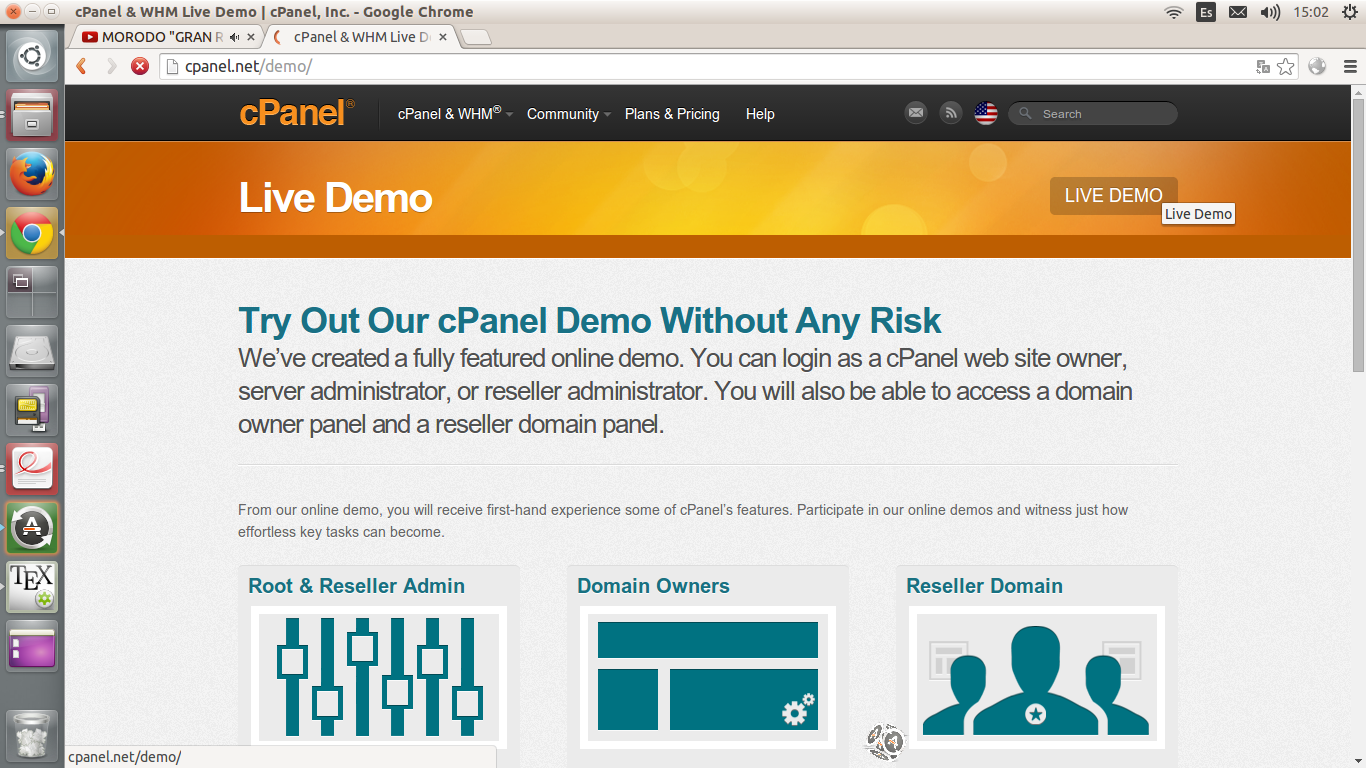 cPanel & WHM Live Demo | cPanel, Inc. - Google Chrome
Es
15:02
MORODO "GRAN R
cPanel & WHM Live D
cpanel.net/demo/
cPanel®
cPanel & WHM®
Community
Plans & Pricing
Help
Search
Live Demo
LIVE DEMO
Live Demo
Try Out Our cPanel Demo Without Any Risk
We’ve created a fully featured online demo. You can login as a cPanel web site owner,
server administrator, or reseller administrator. You will also be able to access a domain
owner panel and a reseller domain panel.
From our online demo, you will receive first-hand experience some of cPanel’s features. Participate in our online demos and witness just how
effortless key tasks can become.
Root & Reseller Admin
Domain Owners
Reseller Domain
TEX
cpanel.net/demo/